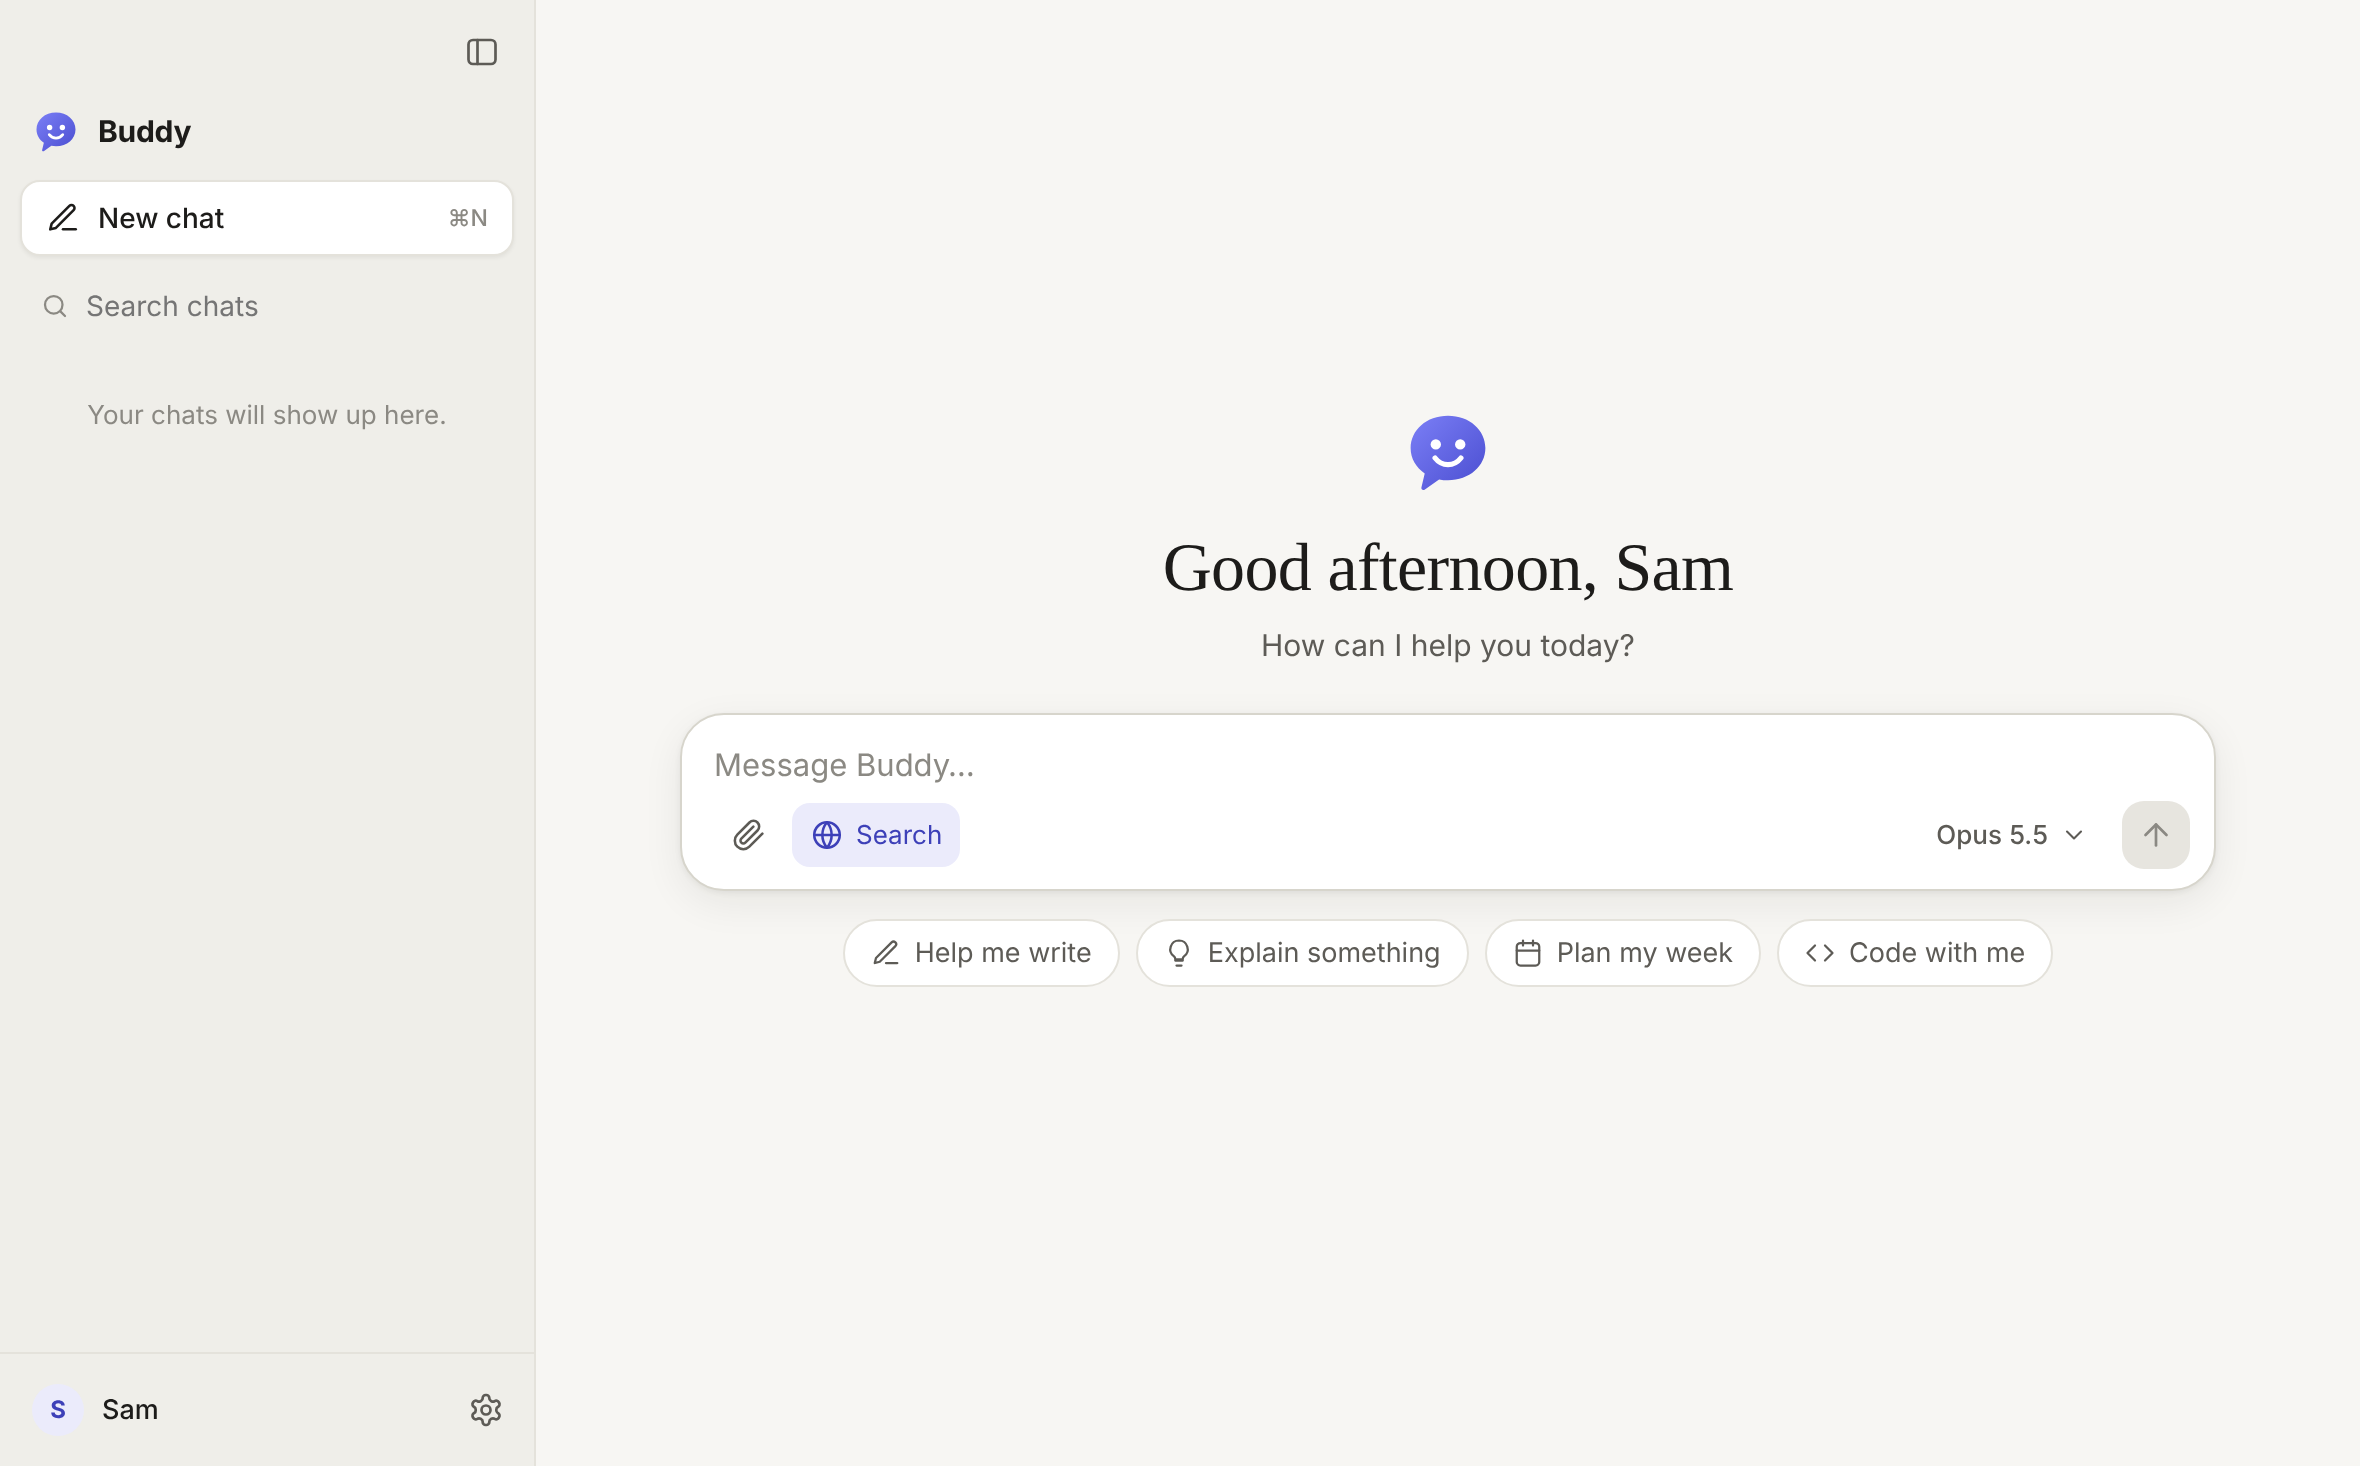 Buddy
New chat ⌘N
Search chats
Your chats will show up here.
Good afternoon, Sam
How can I help you today?
Message Buddy...
Search
Opus 5.5
Help me write
Explain something
Plan my week
Code with me
S
Sam